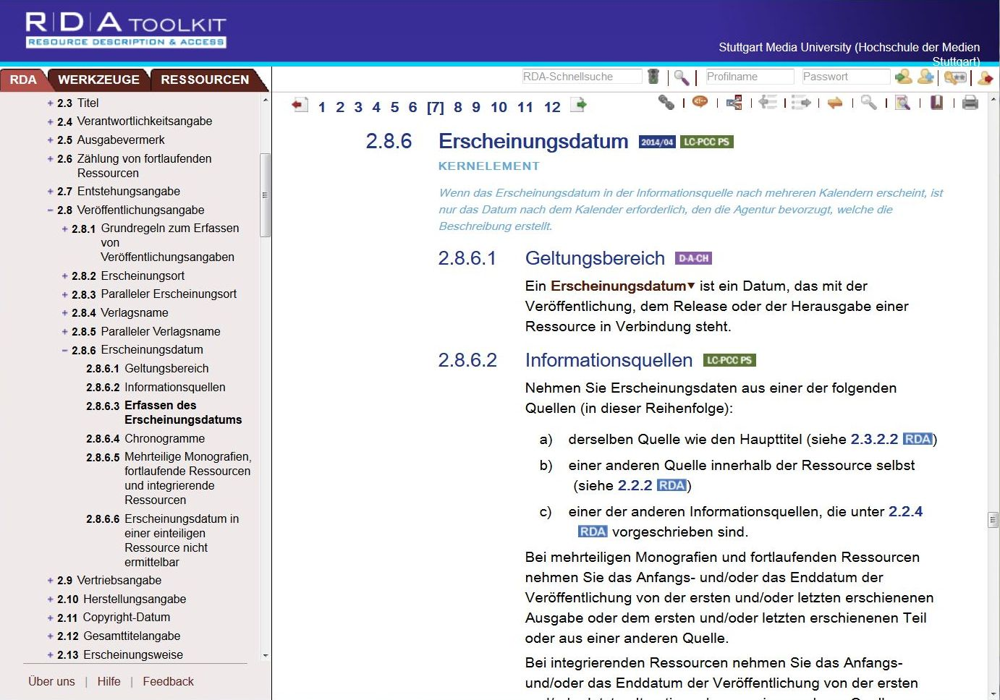 R|D|A TOOLKIT
RESOURCE DESCRIPTION & ACCESS
Stuttgart Media University (Hochschule der Medien
Stuttgart)
RDA WERKZEUGE RESSOURCEN
RDA-Schnellsuche Profilname Passwort
+ 2.3 Titel
+ 2.4 Verantwortlichkeitsangabe
+ 2.5 Ausgabevermerk
+ 2.6 Zählung von fortlaufenden
Ressourcen
+ 2.7 Entstehungsangabe
– 2.8 Veröffentlichungsangabe
+ 2.8.1 Grundregeln zum Erfassen
von
Veröffentlichungsangaben
+ 2.8.2 Erscheinungsort
+ 2.8.3 Paralleler Erscheinungsort
+ 2.8.4 Verlagsname
+ 2.8.5 Paralleler Verlagsname
– 2.8.6 Erscheinungsdatum
2.8.6.1 Geltungsbereich
2.8.6.2 Informationsquellen
2.8.6.3 Erfassen des
Erscheinungsdatums
2.8.6.4 Chronogramme
2.8.6.5 Mehrteilige Monografien,
fortlaufende Ressourcen
und integrierende
Ressourcen
2.8.6.6 Erscheinungsdatum in
einer einteiligen
Ressource nicht
ermittelbar
+ 2.9 Vertriebsangabe
+ 2.10 Herstellungsangabe
+ 2.11 Copyright-Datum
+ 2.12 Gesamttitelangabe
+ 2.13 Erscheinungsweise
Über uns | Hilfe | Feedback
1 2 3 4 5 6 [7] 8 9 10 11 12
2.8.6 Erscheinungsdatum 2014/04 LC-PCC PS
KERNELEMENT
Wenn das Erscheinungsdatum in der Informationsquelle nach mehreren Kalendern erscheint, ist
nur das Datum nach dem Kalender erforderlich, den die Agentur bevorzugt, welche die
Beschreibung erstellt.
2.8.6.1 Geltungsbereich D-A-CH
Ein Erscheinungsdatum▼ ist ein Datum, das mit der
Veröffentlichung, dem Release oder der Herausgabe einer
Ressource in Verbindung steht.
2.8.6.2 Informationsquellen LC-PCC PS
Nehmen Sie Erscheinungsdaten aus einer der folgenden
Quellen (in dieser Reihenfolge):
a) derselben Quelle wie den Haupttitel (siehe 2.3.2.2 RDA)
b) einer anderen Quelle innerhalb der Ressource selbst
(siehe 2.2.2 RDA)
c) einer der anderen Informationsquellen, die unter 2.2.4
RDA vorgeschrieben sind.
Bei mehrteiligen Monografien und fortlaufenden Ressourcen
nehmen Sie das Anfangs- und/oder das Enddatum der
Veröffentlichung von der ersten und/oder letzten erschienenen
Ausgabe oder dem ersten und/oder letzten erschienenen Teil
oder aus einer anderen Quelle.
Bei integrierenden Ressourcen nehmen Sie das Anfangs-
und/oder das Enddatum der Veröffentlichung von der ersten